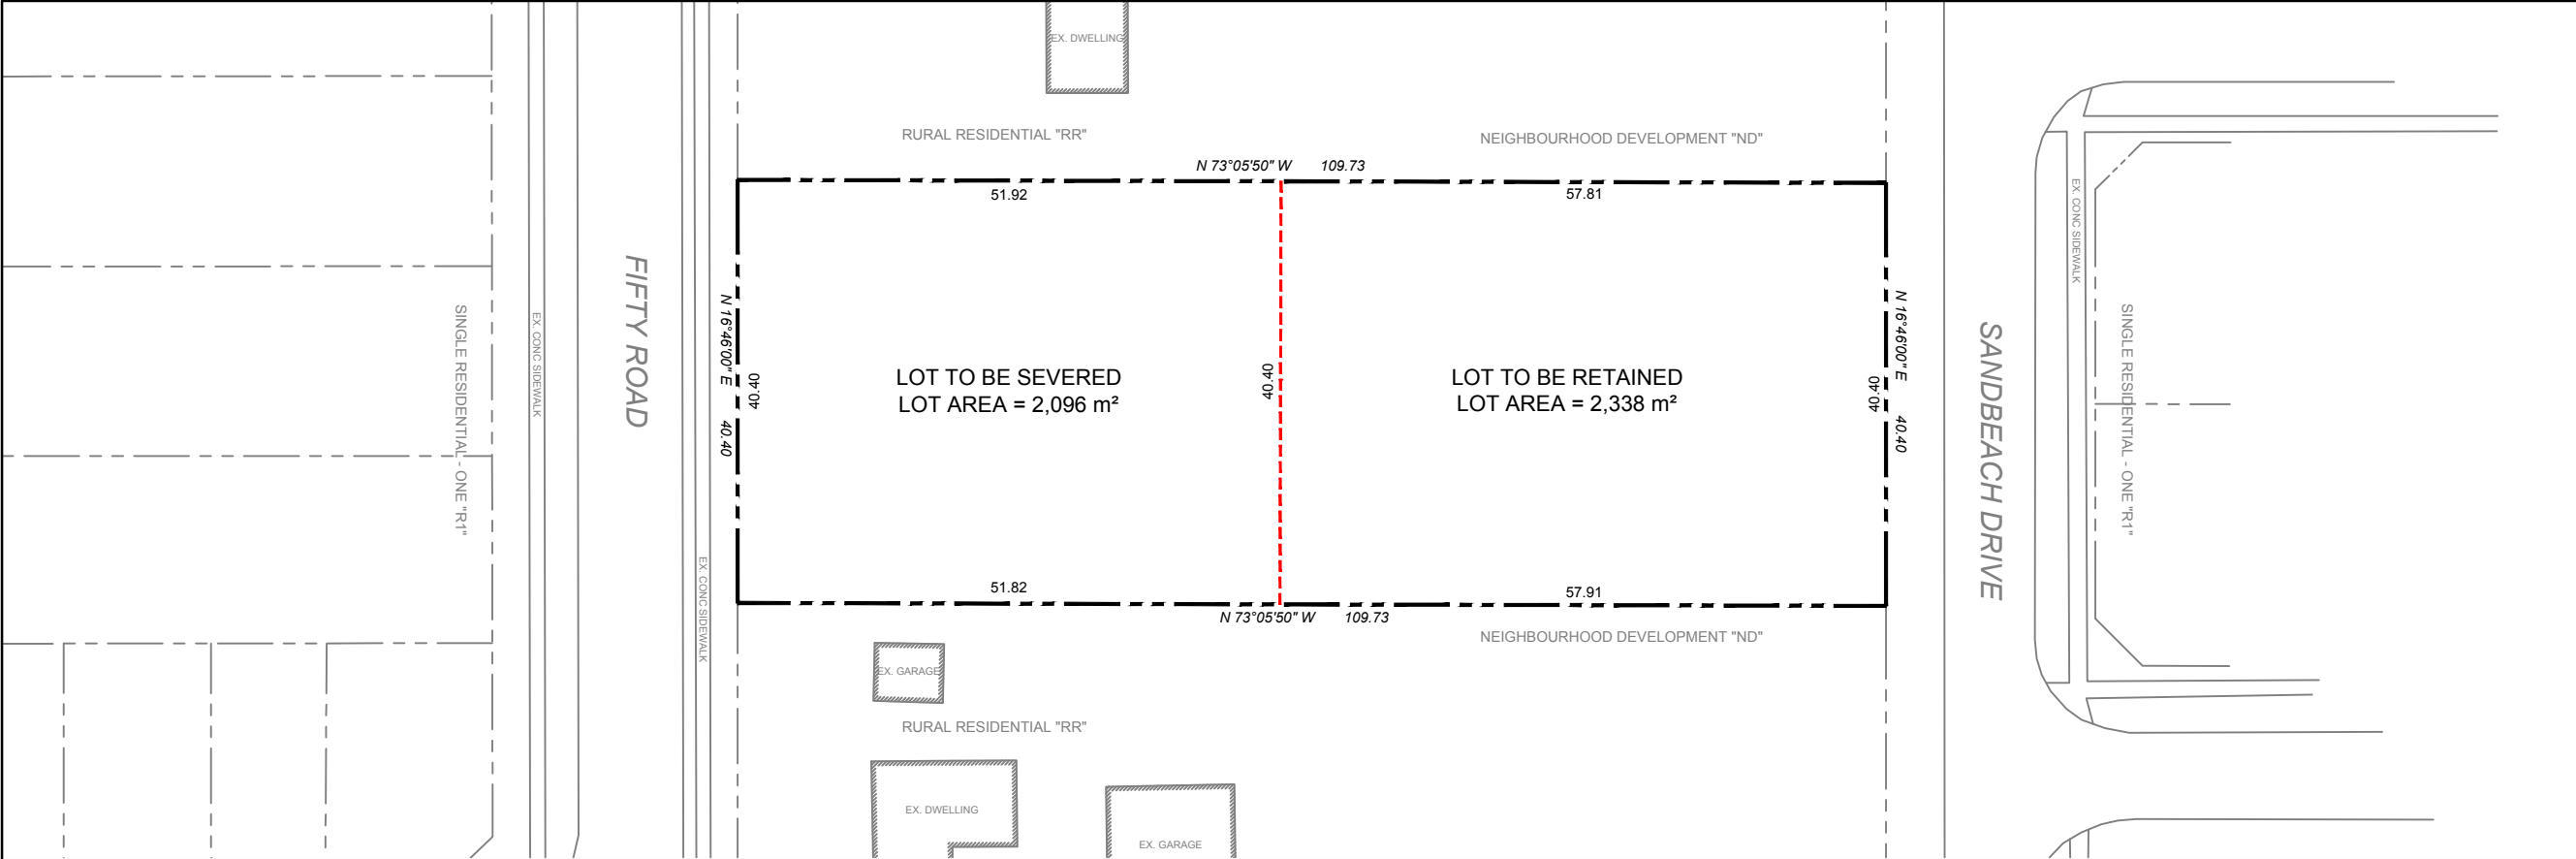 EX. DWELLING
RURAL RESIDENTIAL "RR"
NEIGHBOURHOOD DEVELOPMENT "ND"
N 73°05'50" W 109.73
51.92
57.81
SINGLE RESIDENTIAL - ONE "R1"
EX. CONC SIDEWALK
FIFTY ROAD
EX. CONC SIDEWALK
N 16°46'00" E 40.40
40.40
LOT TO BE SEVERED
LOT AREA = 2,096 m²
40.40
LOT TO BE RETAINED
LOT AREA = 2,338 m²
40.40
N 16°46'00" E 40.40
SANDBEACH DRIVE
EX. CONC SIDEWALK
SINGLE RESIDENTIAL - ONE "R1"
51.82
57.91
N 73°05'50" W 109.73
NEIGHBOURHOOD DEVELOPMENT "ND"
EX. GARAGE
RURAL RESIDENTIAL "RR"
EX. DWELLING
EX. GARAGE